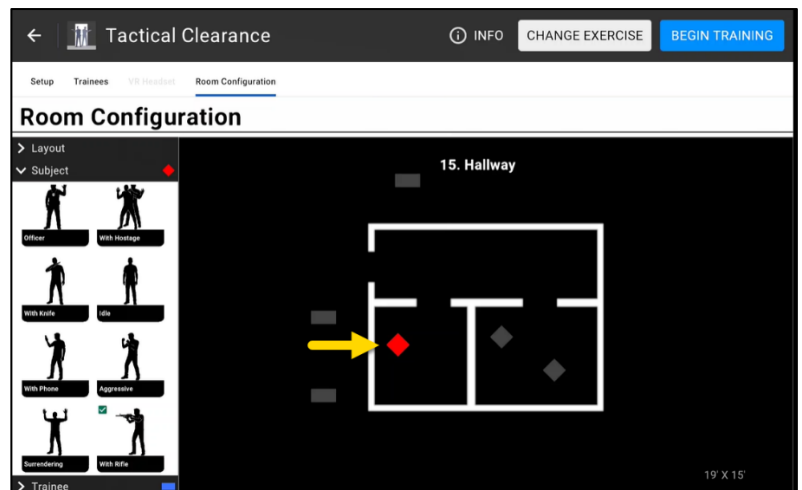 Tactical Clearance
INFO
CHANGE EXERCISE
BEGIN TRAINING
Setup
Trainees
VR Headset
Room Configuration
Room Configuration
Layout
Subject
15. Hallway
Officer
With Hostage
With Knife
Idle
With Phone
Aggressive
Surrendering
With Rifle
Trainee
19' X 15'